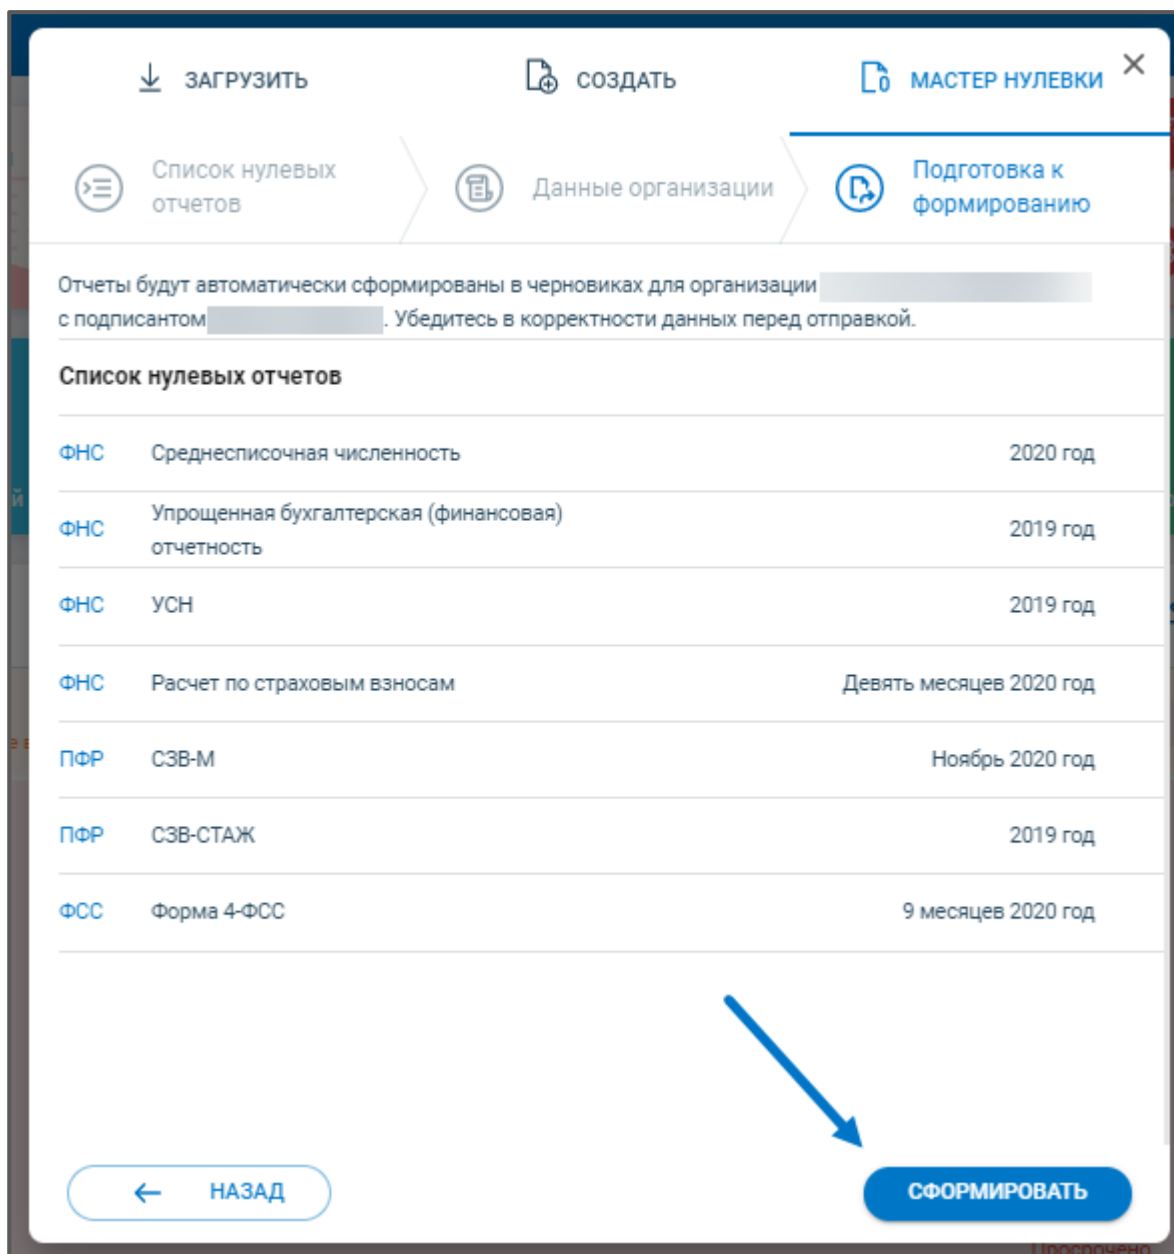 ЗАГРУЗИТЬ
СОЗДАТЬ
МАСТЕР НУЛЕВКИ
Список нулевых
отчетов
Данные организации
Подготовка к
формированию
Отчеты будут автоматически сформированы в черновиках для организации
с подписантом . Убедитесь в корректности данных перед отправкой.
Список нулевых отчетов
ФНС Среднесписочная численность 2020 год
ФНС Упрощенная бухгалтерская (финансовая)
отчетность 2019 год
ФНС УСН 2019 год
ФНС Расчет по страховым взносам Девять месяцев 2020 год
ПФР СЗВ-М Ноябрь 2020 год
ПФР СЗВ-СТАЖ 2019 год
ФСС Форма 4-ФСС 9 месяцев 2020 год
НАЗАД
СФОРМИРОВАТЬ
Просрочено